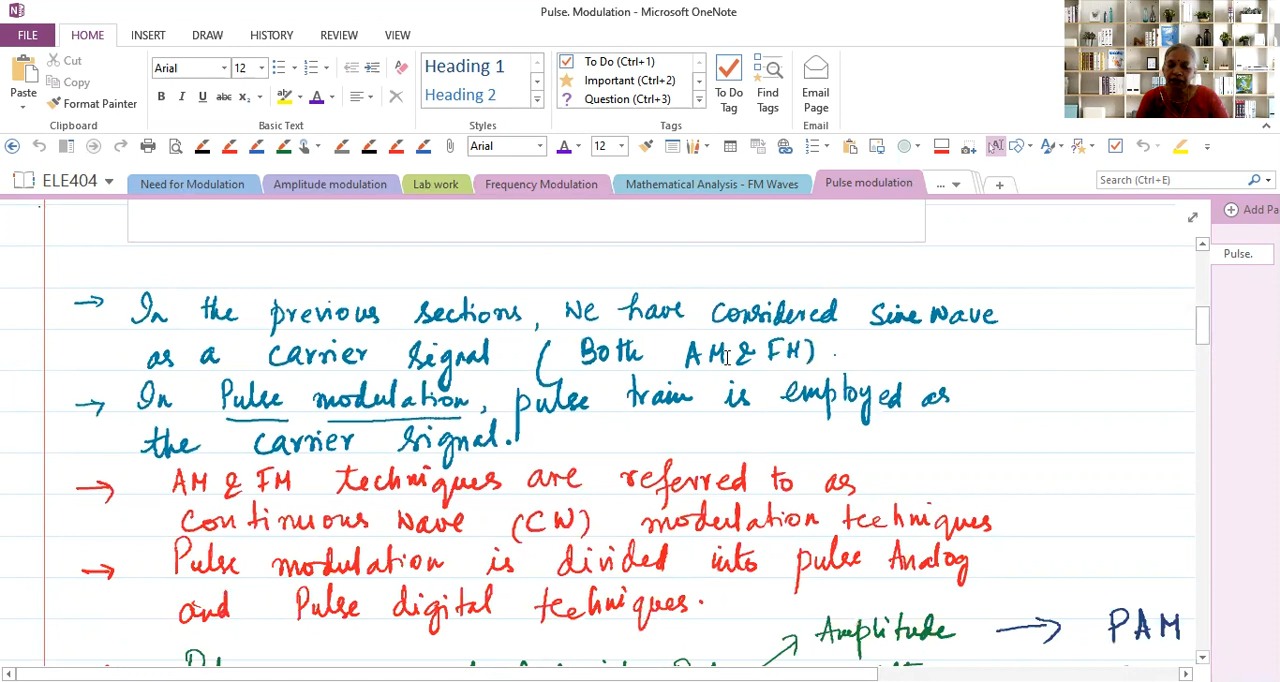 Pulse. Modulation - Microsoft OneNote
FILE HOME INSERT DRAW HISTORY REVIEW VIEW
Paste
Cut
Copy
Format Painter
Clipboard
Arial 12
B I U abc X₂ A
Basic Text
Heading 1
Heading 2
Styles
To Do (Ctrl+1)
Important (Ctrl+2)
Question (Ctrl+3)
Tags
To Do Tag
Find Tags
Email Page
Email
Arial A 12
ELE404 Need for Modulation Amplitude modulation Lab work Frequency Modulation Mathematical Analysis - FM Waves Pulse modulation ... Search (Ctrl+E)
Add Pa
Pulse.
→ In the previous sections, We have considered Sine Wave
as a carrier signal ( Both AM & FM) .
→ In Pulse modulation, pulse train is employed as
the carrier signal.
→ AM & FM techniques are referred to as
Continuous Wave (CW) modulation techniques
→ Pulse modulation is divided into pulse Analog
and Pulse digital techniques.
Amplitude → PAM